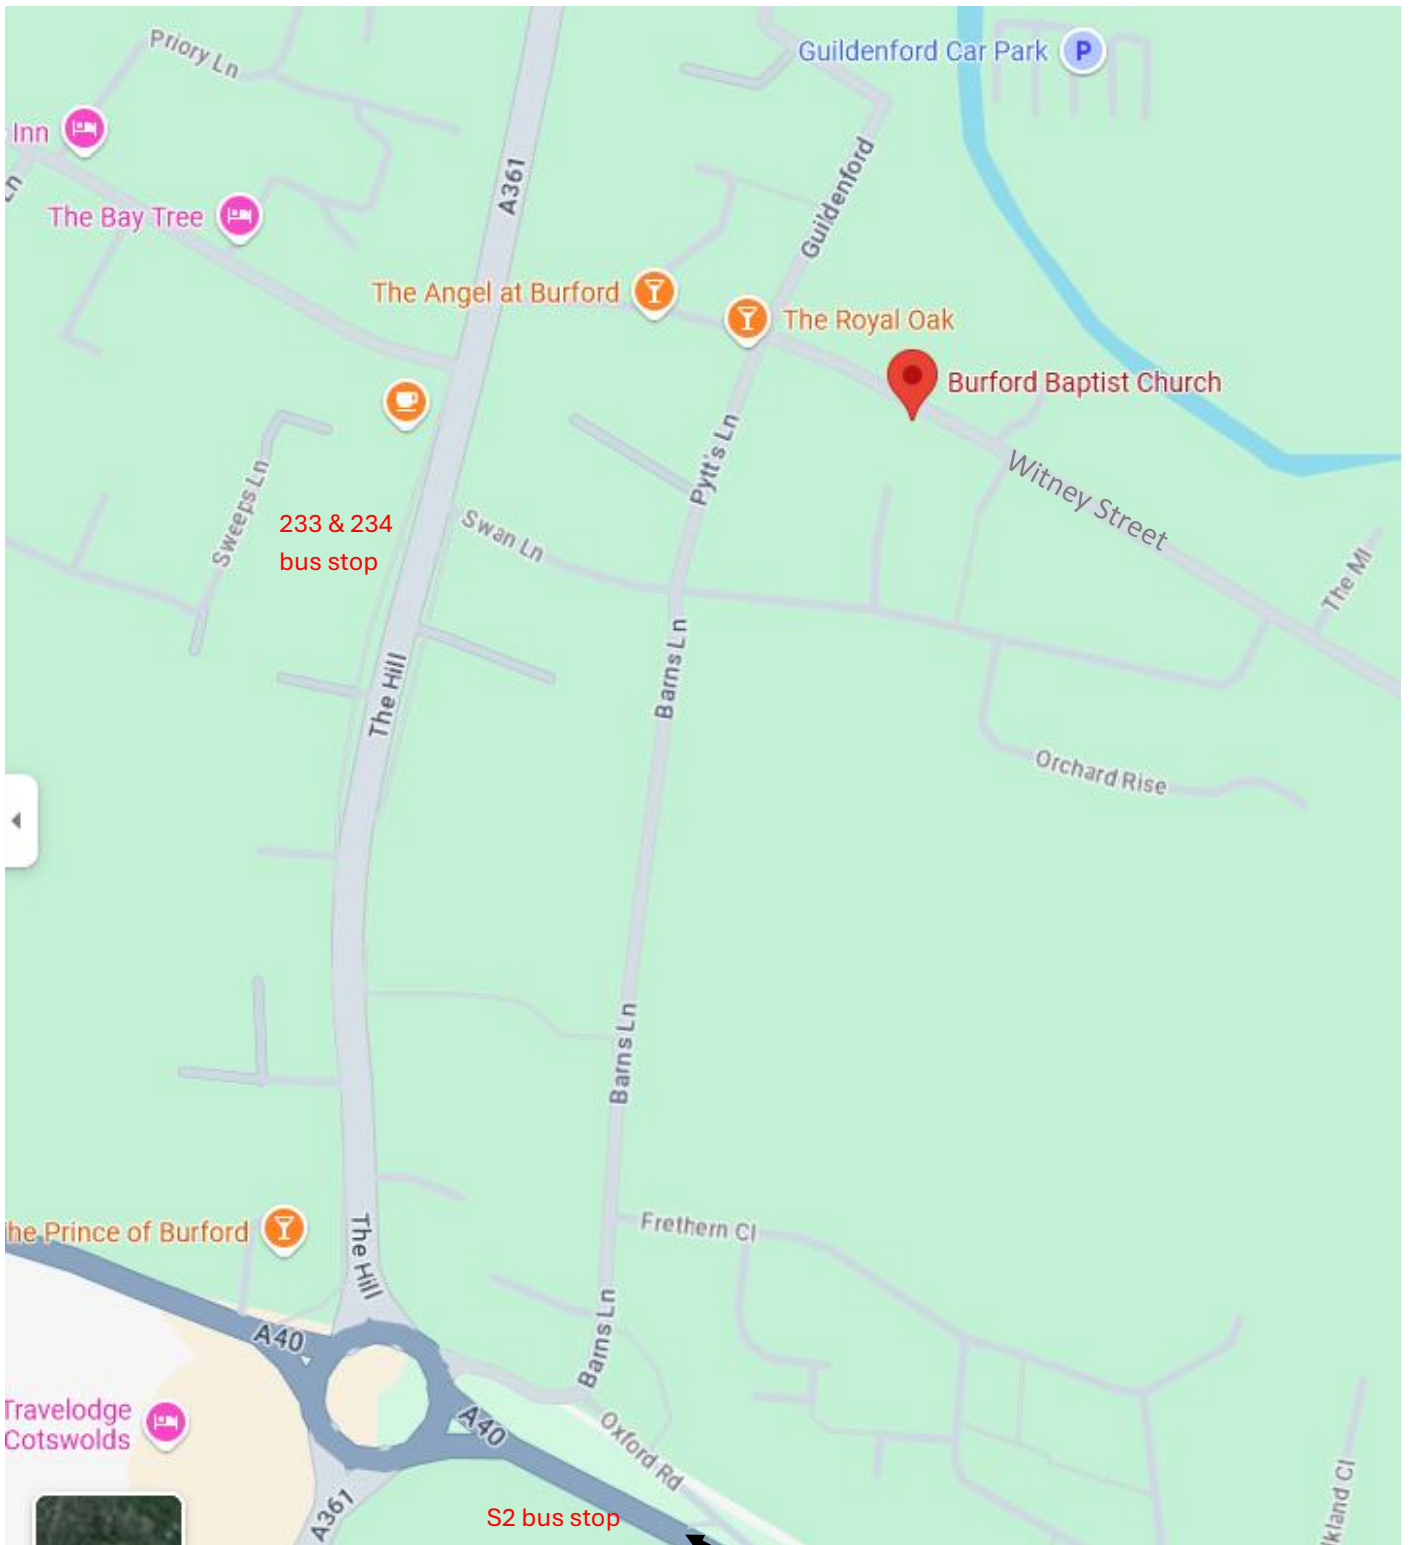 Priory Ln
Guildenford Car Park P
Inn
Ln
A361
Guildenford
The Bay Tree
The Angel at Burford
The Royal Oak
Burford Baptist Church
Pytt's Ln
Sweeps Ln
Swan Ln
Witney Street
233 & 234
bus stop
The Ml
Barns Ln
The Hill
Orchard Rise
Barns Ln
Frethern Cl
he Prince of Burford
The Hill
Barns Ln
A40
Travelodge
Cotswolds
A40
Oxford Rd
A361
S2 bus stop
lkland Cl